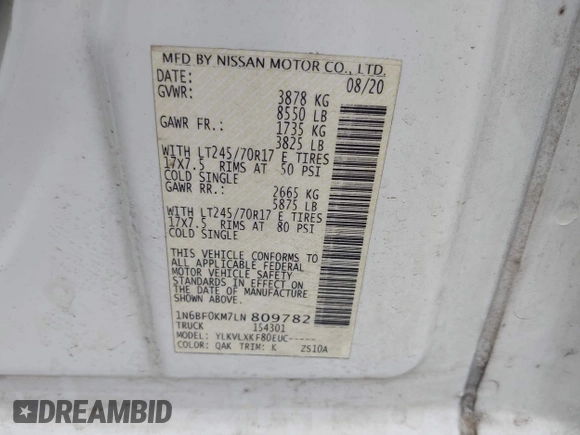 MFD BY NISSAN MOTOR CO., LTD.
DATE: 08/20
GVWR: 3878 KG
8550 LB
GAWR FR.: 1735 KG
3825 LB
WITH LT245/70R17 E TIRES
17X7.5 RIMS AT 50 PSI
COLD SINGLE
GAWR RR.: 2665 KG
5875 LB
WITH LT245/70R17 E TIRES
17X7.5 RIMS AT 80 PSI
COLD SINGLE
THIS VEHICLE CONFORMS TO
ALL APPLICABLE FEDERAL
MOTOR VEHICLE SAFETY
STANDARDS IN EFFECT ON
THE DATE OF MANUFACTURE
SHOWN ABOVE.
1N6BF0KM7LN 809782
TRUCK 154301
MODEL: YLKVLXKF80EUC-----
COLOR: QAK TRIM: K ZS10A
DREAMBID